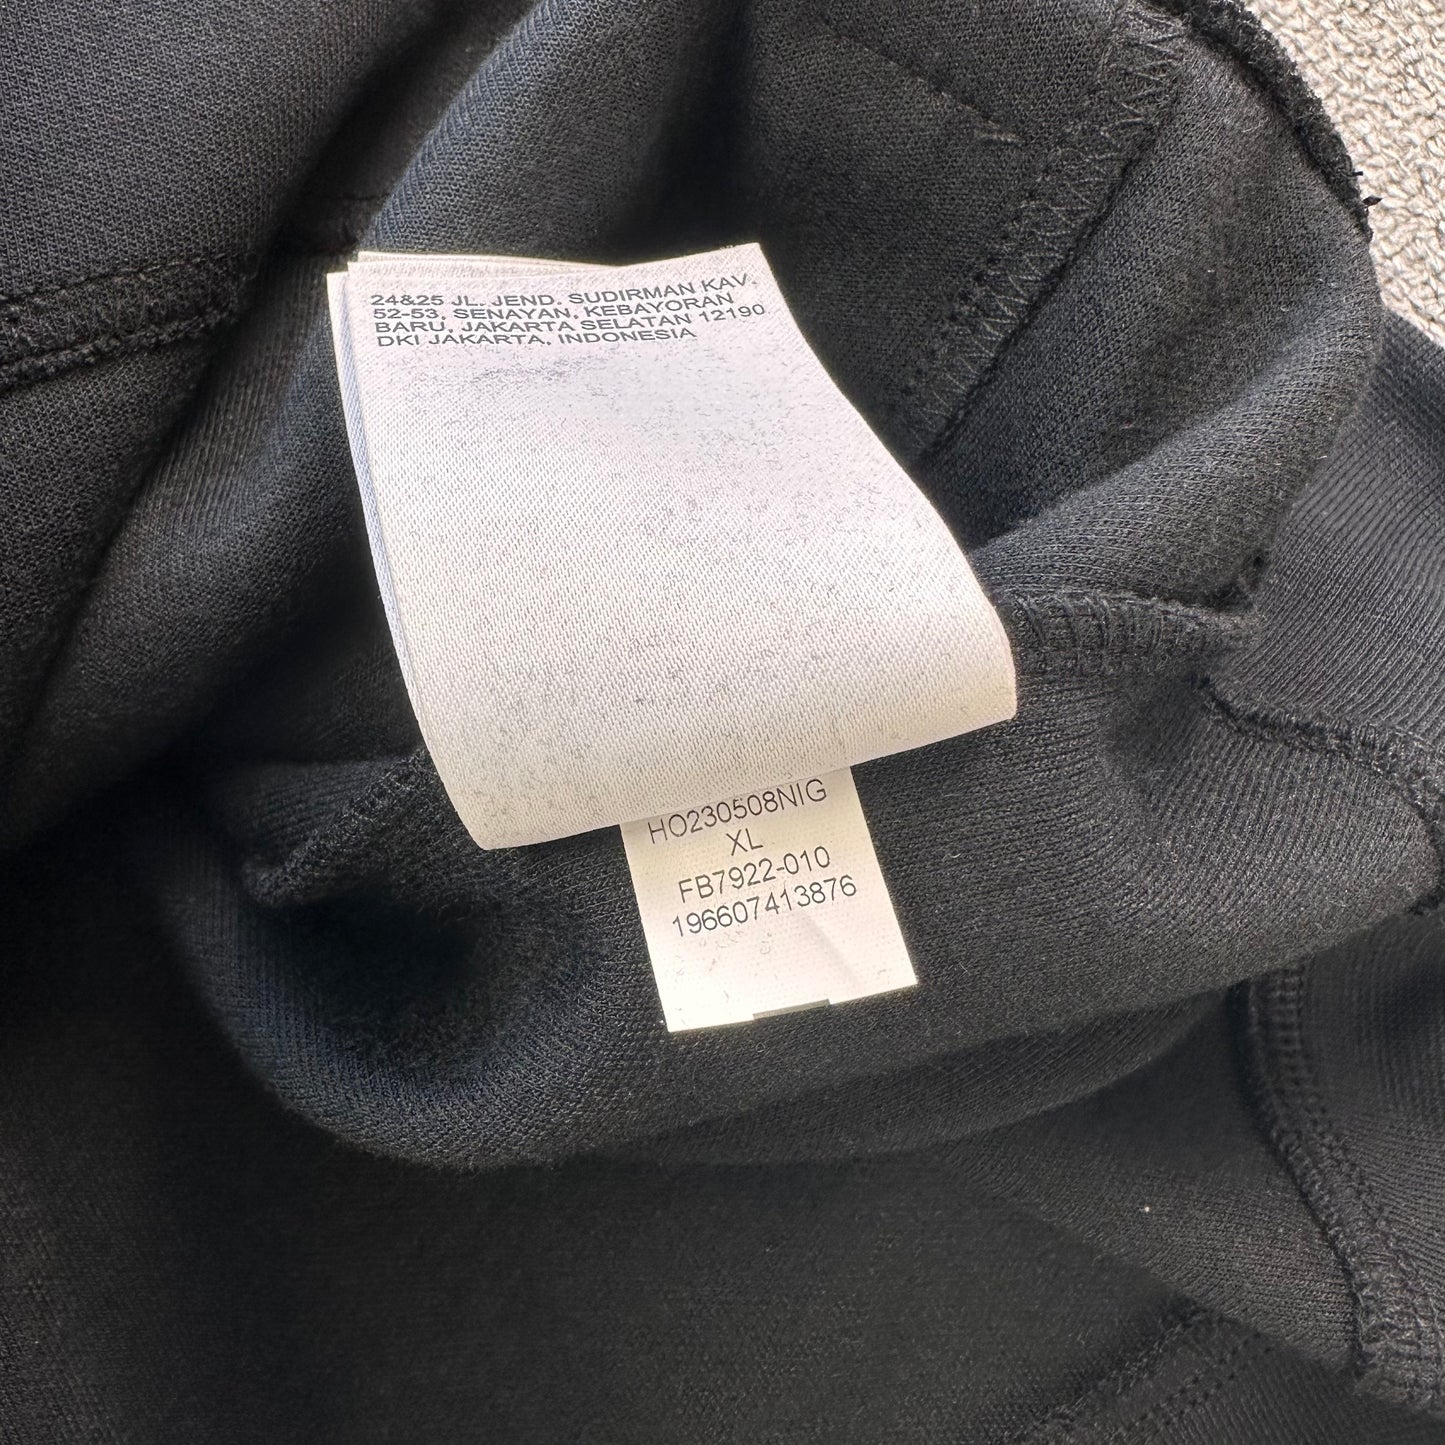 24&25 JL. JEND. SUDIRMAN KAV.
52-53, SENAYAN, KEBAYORAN
BARU, JAKARTA SELATAN 12190
DKI JAKARTA, INDONESIA
HO230508NIG
XL
FB7922-010
196607413876